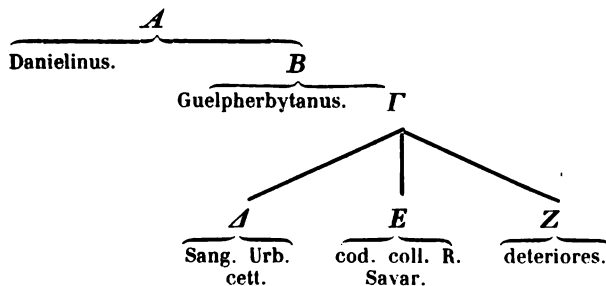 A
Danielinus.
B
Guelpherbytanus.
Γ
Δ
E
Z
Sang. Urb.
cett.
cod. coll. R.
Savar.
deteriores.